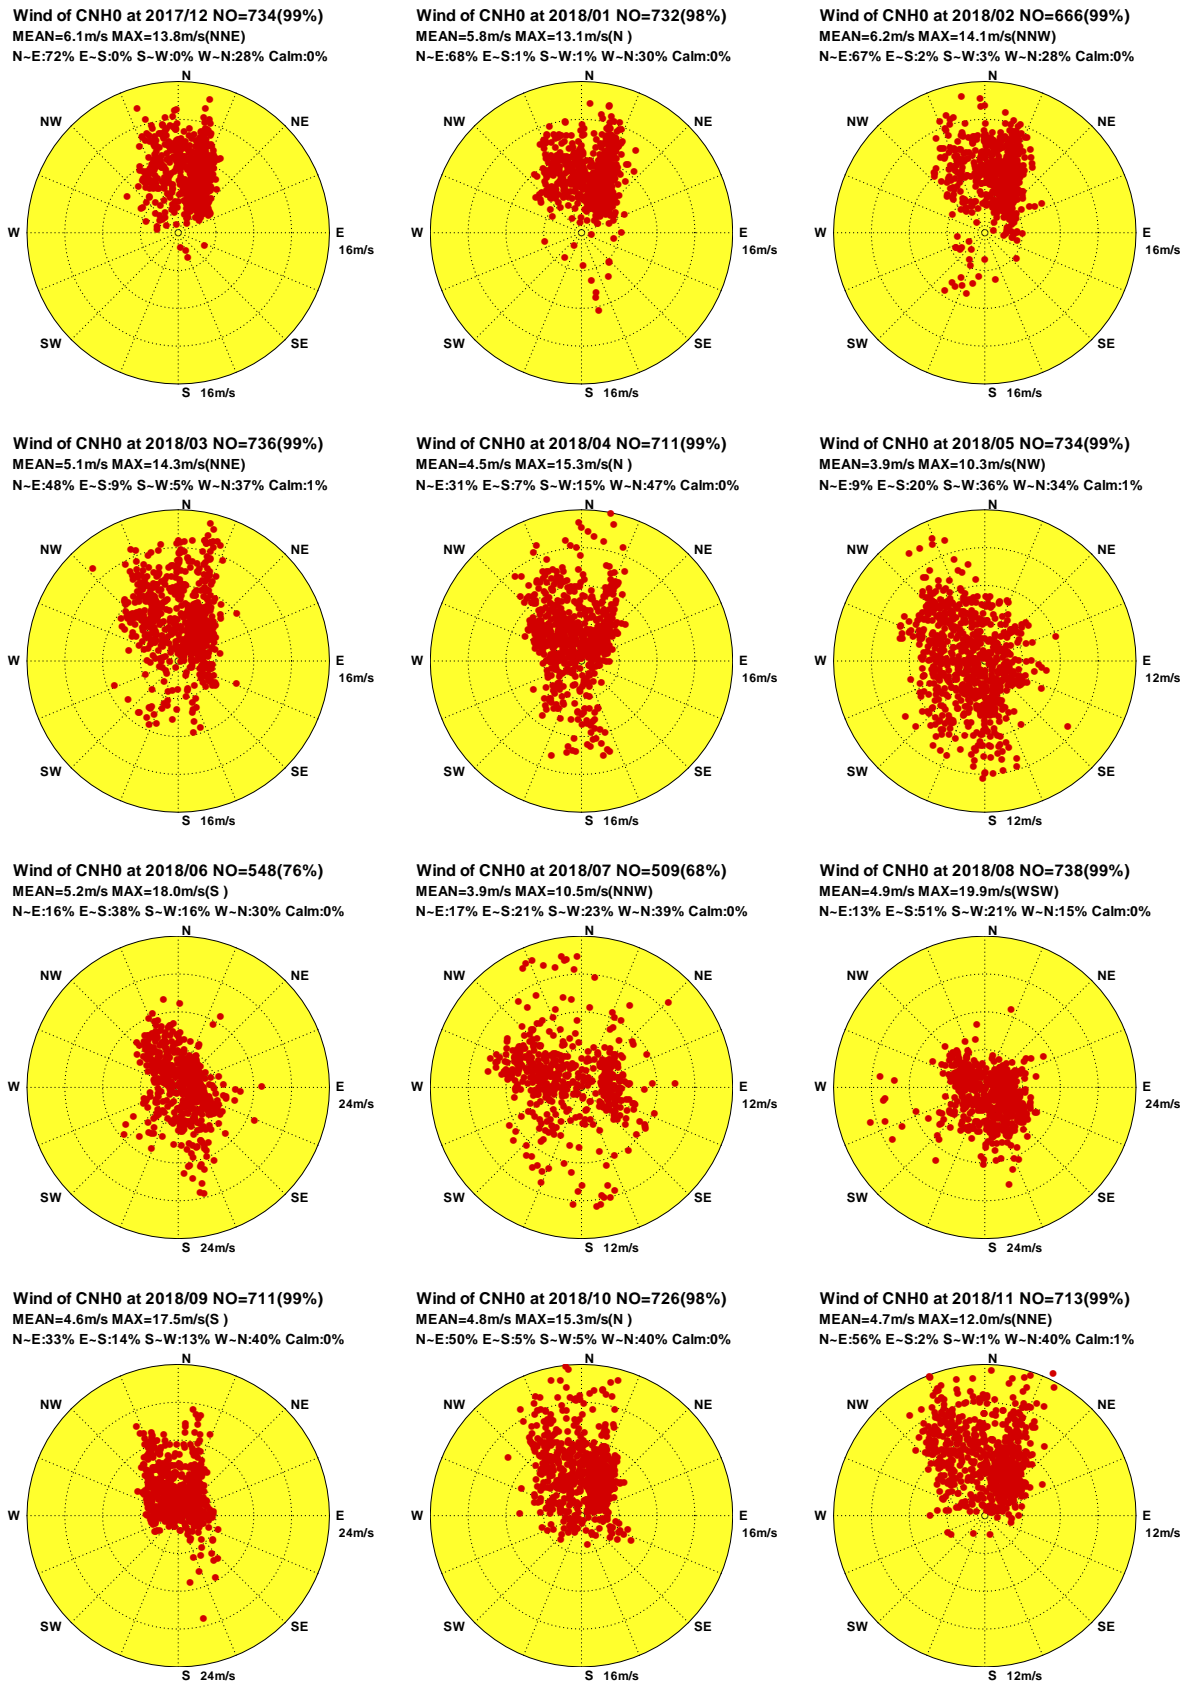 Wind of CNH0 at 2017/12 NO=734(99%)
MEAN=6.1m/s MAX=13.8m/s(NNE)
N~E:72% E~S:0% S~W:0% W~N:28% Calm:0%
N
NW
NE
W
E
16m/s
SW
SE
S 16m/s
Wind of CNH0 at 2018/01 NO=732(98%)
MEAN=5.8m/s MAX=13.1m/s(N )
N~E:68% E~S:1% S~W:1% W~N:30% Calm:0%
N
NW
NE
W
E
16m/s
SW
SE
S 16m/s
Wind of CNH0 at 2018/02 NO=666(99%)
MEAN=6.2m/s MAX=14.1m/s(NNW)
N~E:67% E~S:2% S~W:3% W~N:28% Calm:0%
N
NW
NE
W
E
16m/s
SW
SE
S 16m/s
Wind of CNH0 at 2018/03 NO=736(99%)
MEAN=5.1m/s MAX=14.3m/s(NNE)
N~E:48% E~S:9% S~W:5% W~N:37% Calm:1%
N
NW
NE
W
E
16m/s
SW
SE
S 16m/s
Wind of CNH0 at 2018/04 NO=711(99%)
MEAN=4.5m/s MAX=15.3m/s(N )
N~E:31% E~S:7% S~W:15% W~N:47% Calm:0%
N
NW
NE
W
E
16m/s
SW
SE
S 16m/s
Wind of CNH0 at 2018/05 NO=734(99%)
MEAN=3.9m/s MAX=10.3m/s(NW)
N~E:9% E~S:20% S~W:36% W~N:34% Calm:1%
N
NW
NE
W
E
12m/s
SW
SE
S 12m/s
Wind of CNH0 at 2018/06 NO=548(76%)
MEAN=5.2m/s MAX=18.0m/s(S )
N~E:16% E~S:38% S~W:16% W~N:30% Calm:0%
N
NW
NE
W
E
24m/s
SW
SE
S 24m/s
Wind of CNH0 at 2018/07 NO=509(68%)
MEAN=3.9m/s MAX=10.5m/s(NNW)
N~E:17% E~S:21% S~W:23% W~N:39% Calm:0%
N
NW
NE
W
E
12m/s
SW
SE
S 12m/s
Wind of CNH0 at 2018/08 NO=738(99%)
MEAN=4.9m/s MAX=19.9m/s(WSW)
N~E:13% E~S:51% S~W:21% W~N:15% Calm:0%
N
NW
NE
W
E
24m/s
SW
SE
S 24m/s
Wind of CNH0 at 2018/09 NO=711(99%)
MEAN=4.6m/s MAX=17.5m/s(S )
N~E:33% E~S:14% S~W:13% W~N:40% Calm:0%
N
NW
NE
W
E
24m/s
SW
SE
S 24m/s
Wind of CNH0 at 2018/10 NO=726(98%)
MEAN=4.8m/s MAX=15.3m/s(N )
N~E:50% E~S:5% S~W:5% W~N:40% Calm:0%
N
NW
NE
W
E
16m/s
SW
SE
S 16m/s
Wind of CNH0 at 2018/11 NO=713(99%)
MEAN=4.7m/s MAX=12.0m/s(NNE)
N~E:56% E~S:2% S~W:1% W~N:40% Calm:1%
N
NW
NE
W
E
12m/s
SW
SE
S 12m/s